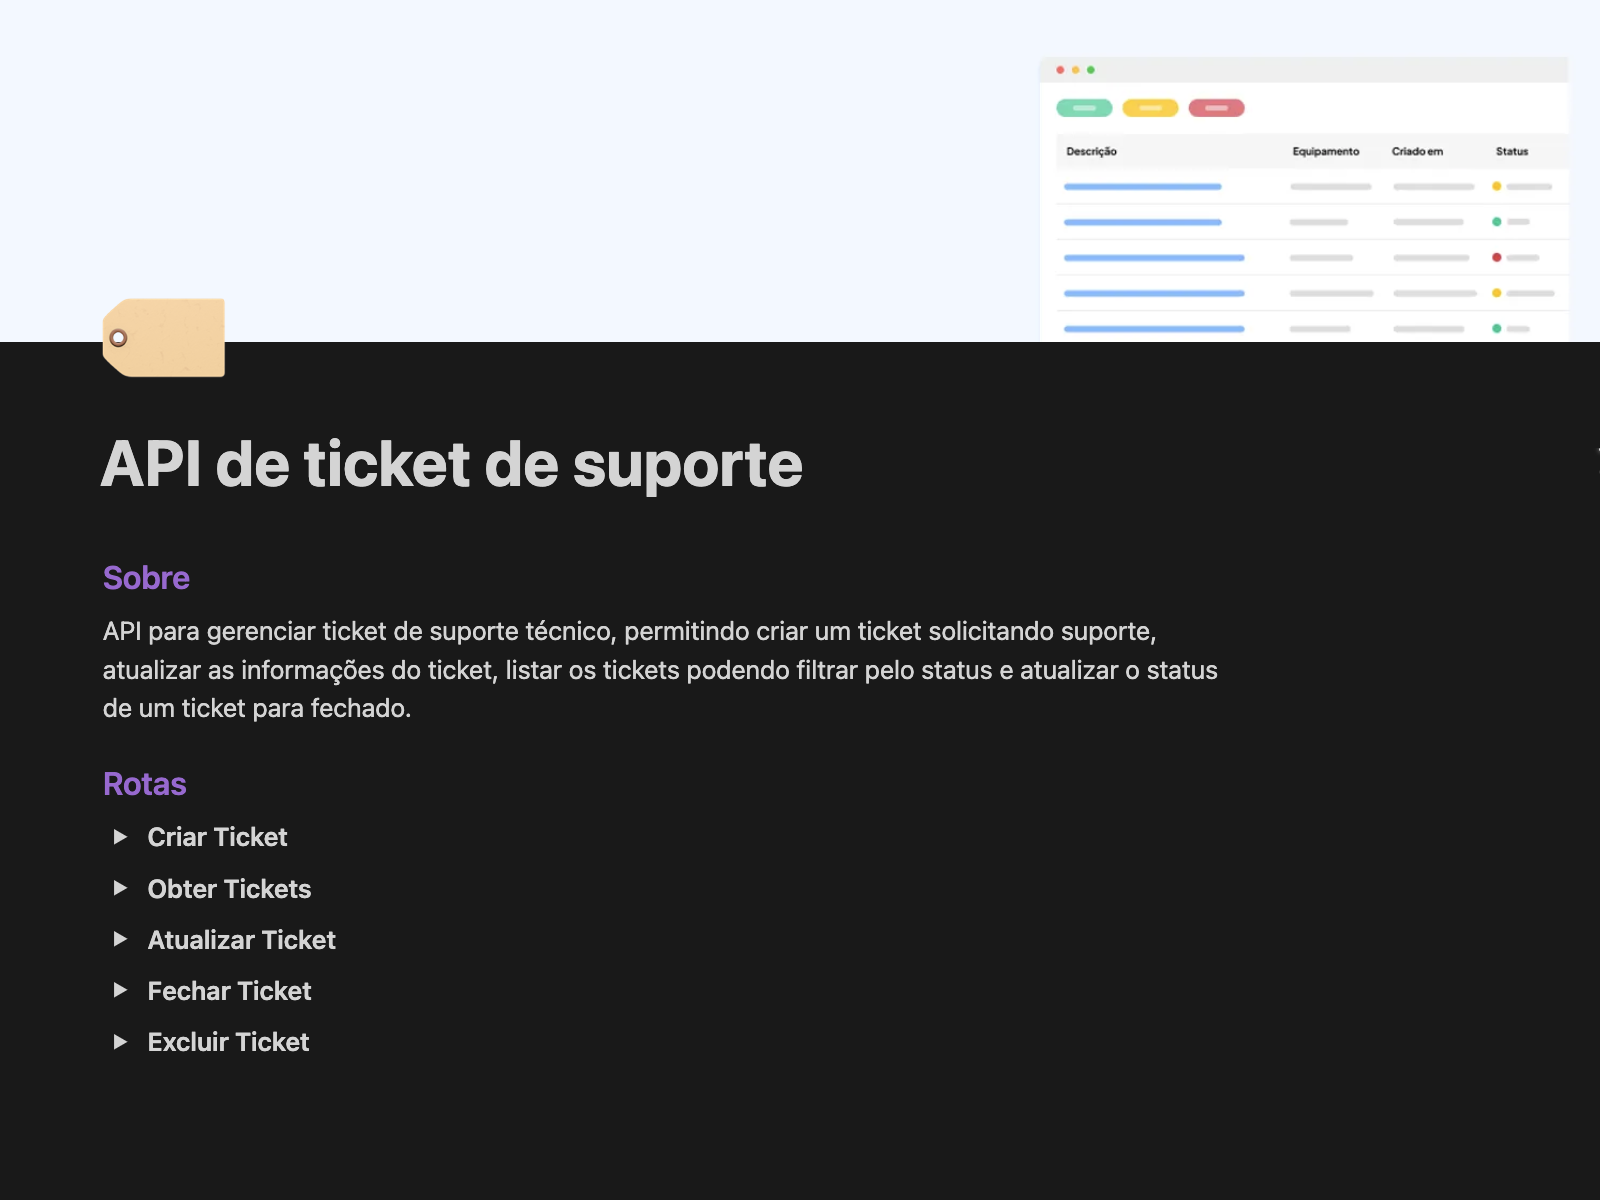 Descrição Equipamento Criado em Status
API de ticket de suporte
Sobre
API para gerenciar ticket de suporte técnico, permitindo criar um ticket solicitando suporte,
atualizar as informações do ticket, listar os tickets podendo filtrar pelo status e atualizar o status
de um ticket para fechado.
Rotas
Criar Ticket
Obter Tickets
Atualizar Ticket
Fechar Ticket
Excluir Ticket